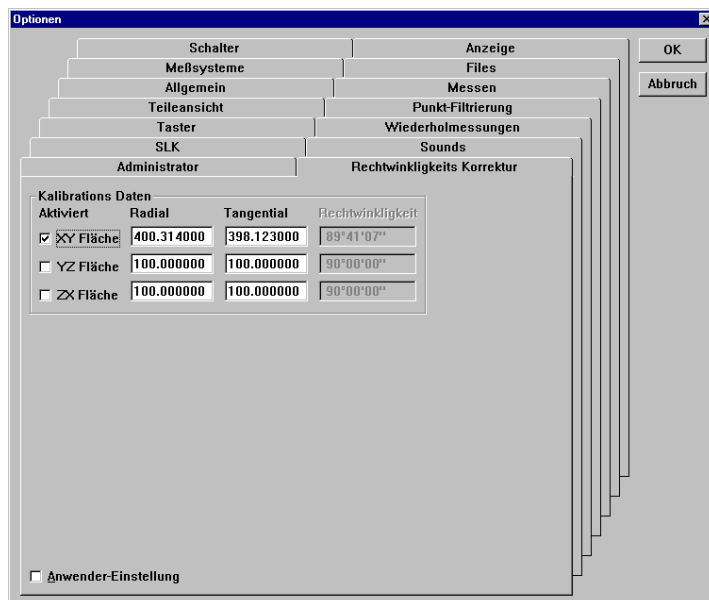 Optionen
Schalter Anzeige
OK
Meßsysteme Files
Allgemein Messen
Abbruch
Teileansicht Punkt-Filtrierung
Taster Wiederholmessungen
SLK Sounds
Administrator Rechtwinkligkeits Korrektur
Kalibrations Daten
Aktiviert Radial Tangential Rechtwinkligkeit
XY Fläche 400.314000 398.123000 89°41'07''
YZ Fläche 100.000000 100.000000 90°00'00''
ZX Fläche 100.000000 100.000000 90°00'00''
Anwender-Einstellung